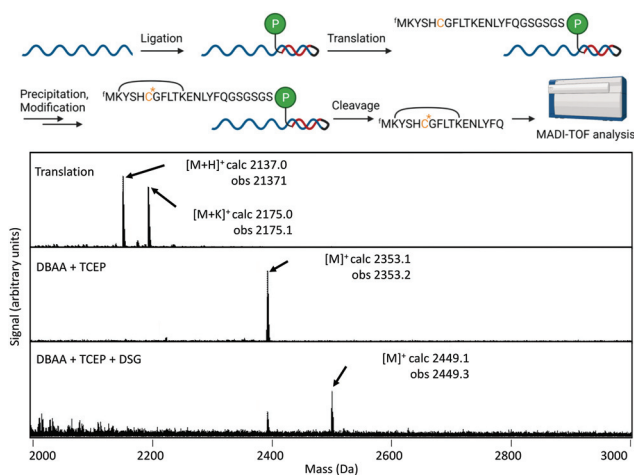 P
P
P
fMKYSHCGFLTKENLYFQGSGSGS
Ligation
Translation
Precipitation,
Modification
*
fMKYSHCGFLTKENLYFQGSGSGS
Cleavage
*
fMKYSHCGFLTKENLYFQ
MADI-TOF analysis
Translation
[M+H]+ calc 2137.0
obs 21371
[M+K]+ calc 2175.0
obs 2175.1
DBAA + TCEP
[M]+ calc 2353.1
obs 2353.2
DBAA + TCEP + DSG
[M]+ calc 2449.1
obs 2449.3
Signal (arbitrary units)
2000 2200 2400 2600 2800 3000
Mass (Da)